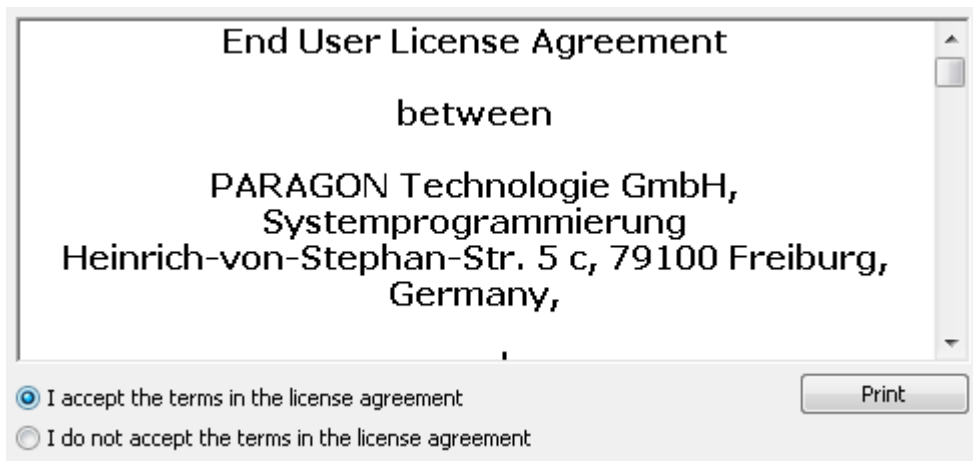 End User License Agreement
between
PARAGON Technologie GmbH,
Systemprogrammierung
Heinrich-von-Stephan-Str. 5 c, 79100 Freiburg,
Germany,
I accept the terms in the license agreement
Print
I do not accept the terms in the license agreement